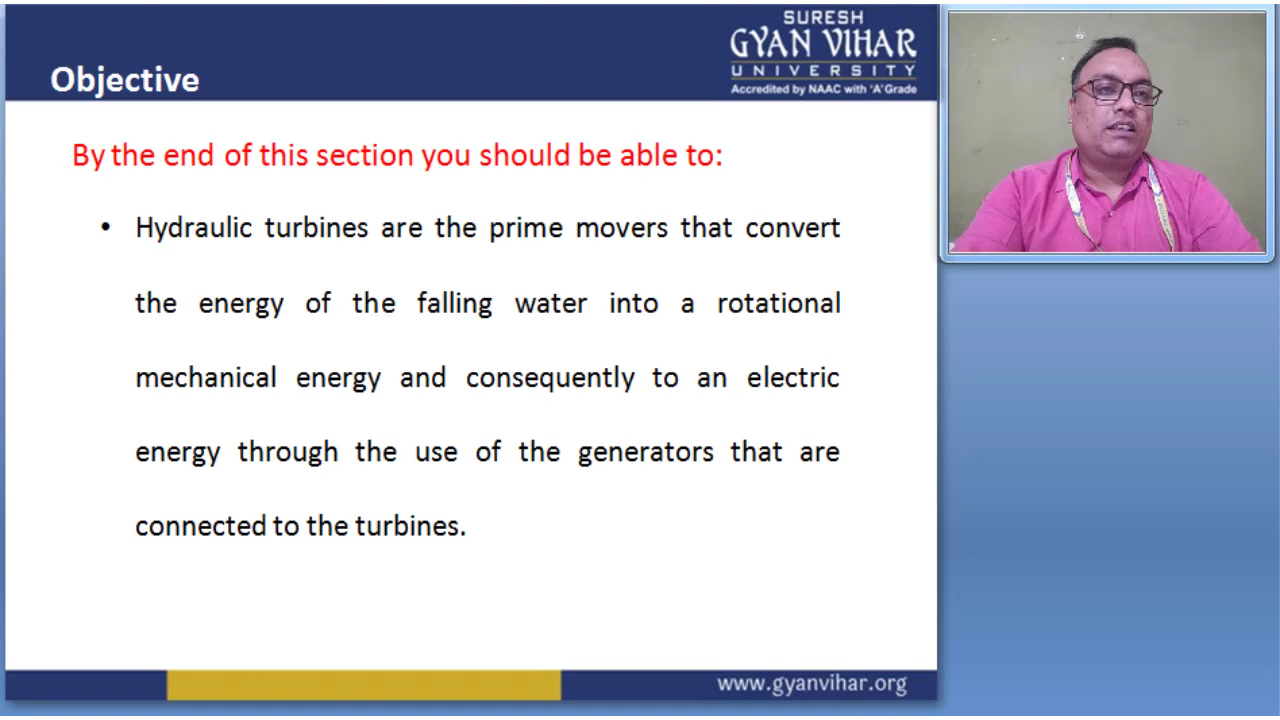 SURESH
GYAN VIHAR
UNIVERSITY
Accredited by NAAC with 'A' Grade
Objective
By the end of this section you should be able to:
• Hydraulic turbines are the prime movers that convert
the energy of the falling water into a rotational
mechanical energy and consequently to an electric
energy through the use of the generators that are
connected to the turbines.
www.gyanvihar.org